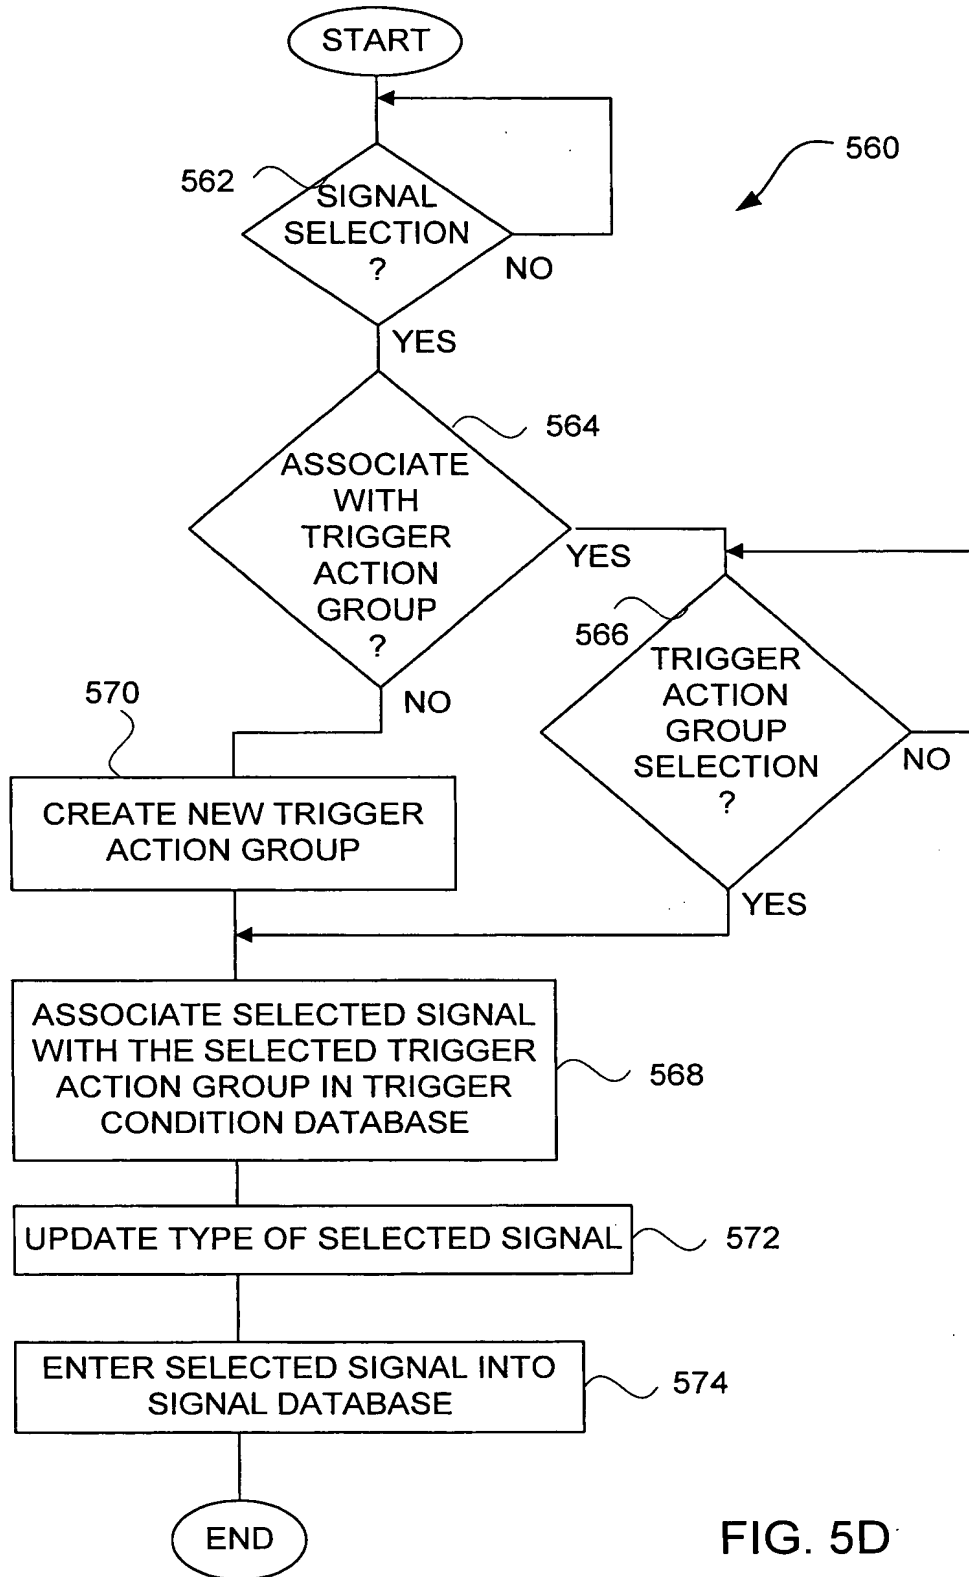 START
560
562
SIGNAL
SELECTION
?
NO
YES
564
ASSOCIATE
WITH
TRIGGER
ACTION
GROUP
?
YES
NO
566
TRIGGER
ACTION
GROUP
SELECTION
?
NO
YES
570
CREATE NEW TRIGGER
ACTION GROUP
ASSOCIATE SELECTED SIGNAL
WITH THE SELECTED TRIGGER
ACTION GROUP IN TRIGGER
CONDITION DATABASE
568
UPDATE TYPE OF SELECTED SIGNAL
572
ENTER SELECTED SIGNAL INTO
SIGNAL DATABASE
574
END
FIG. 5D